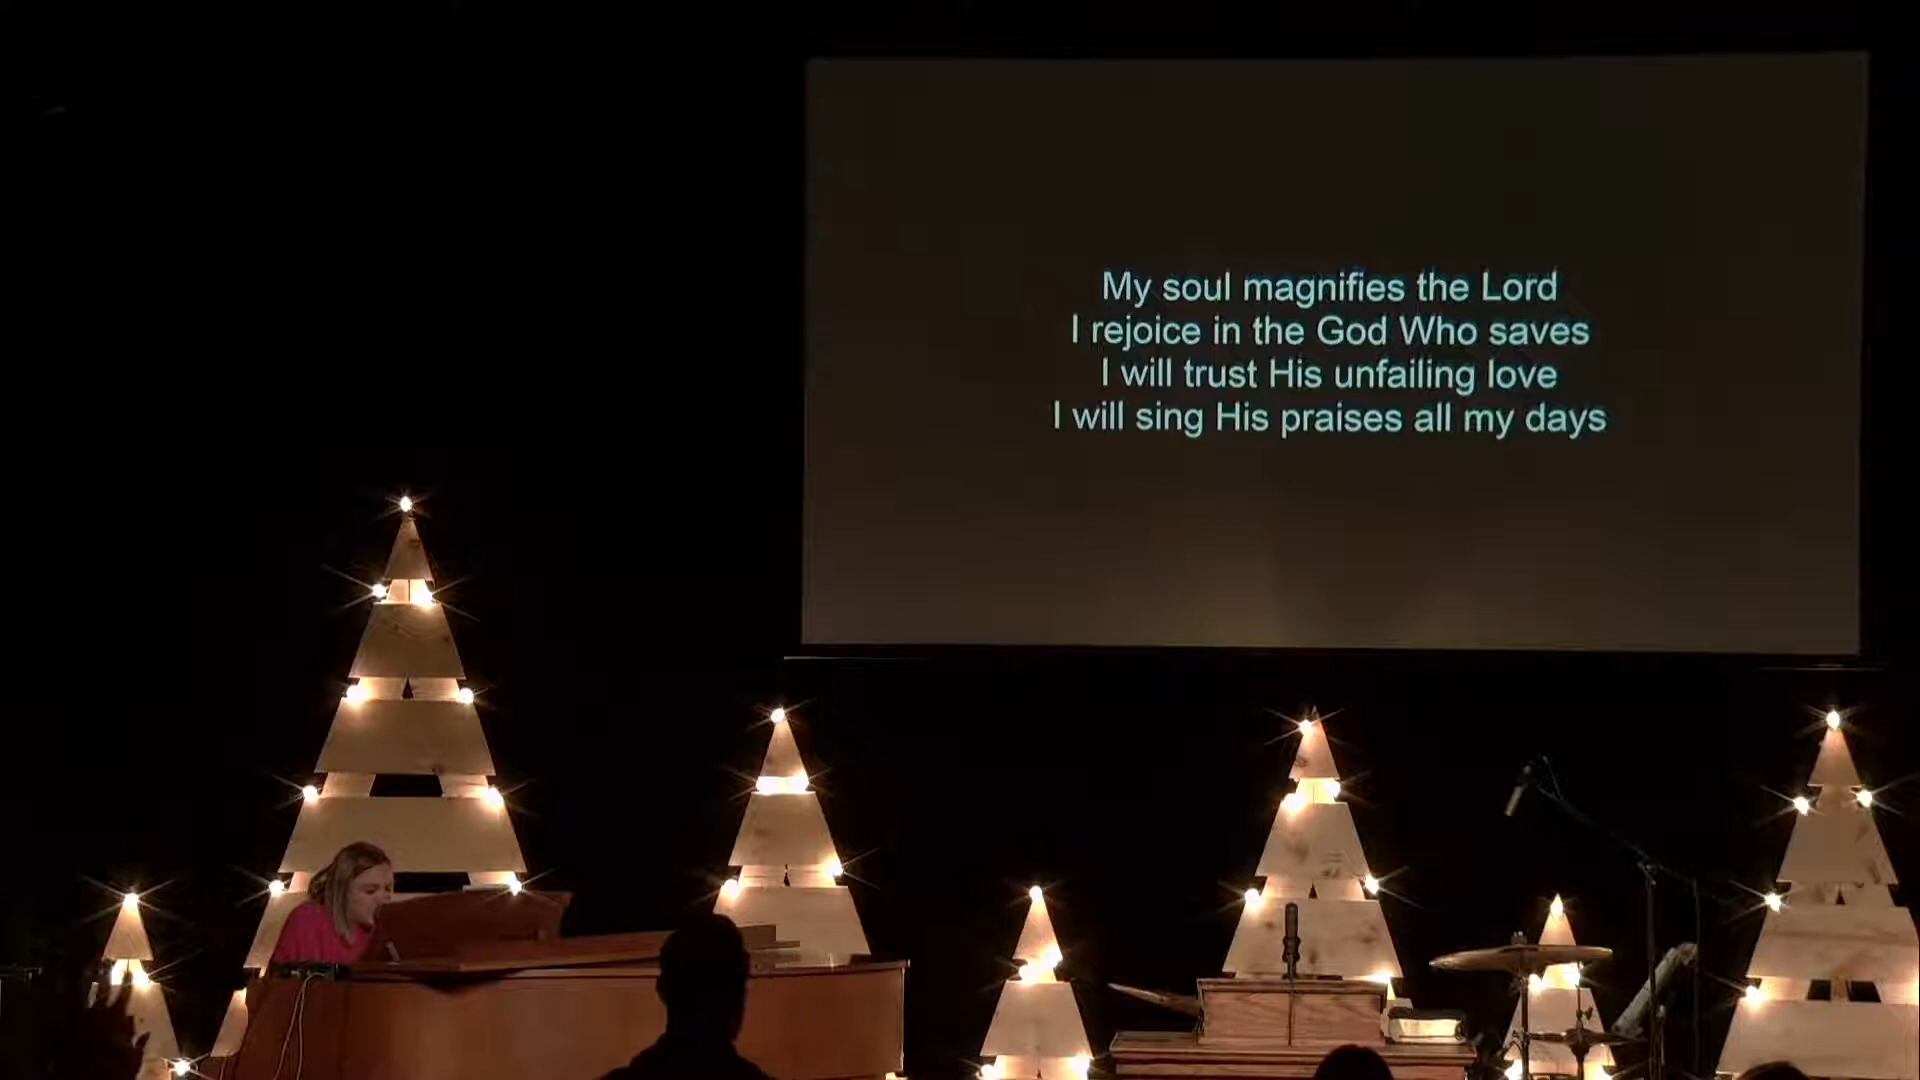 My soul magnifies the Lord
I rejoice in the God Who saves
I will trust His unfailing love
I will sing His praises all my days